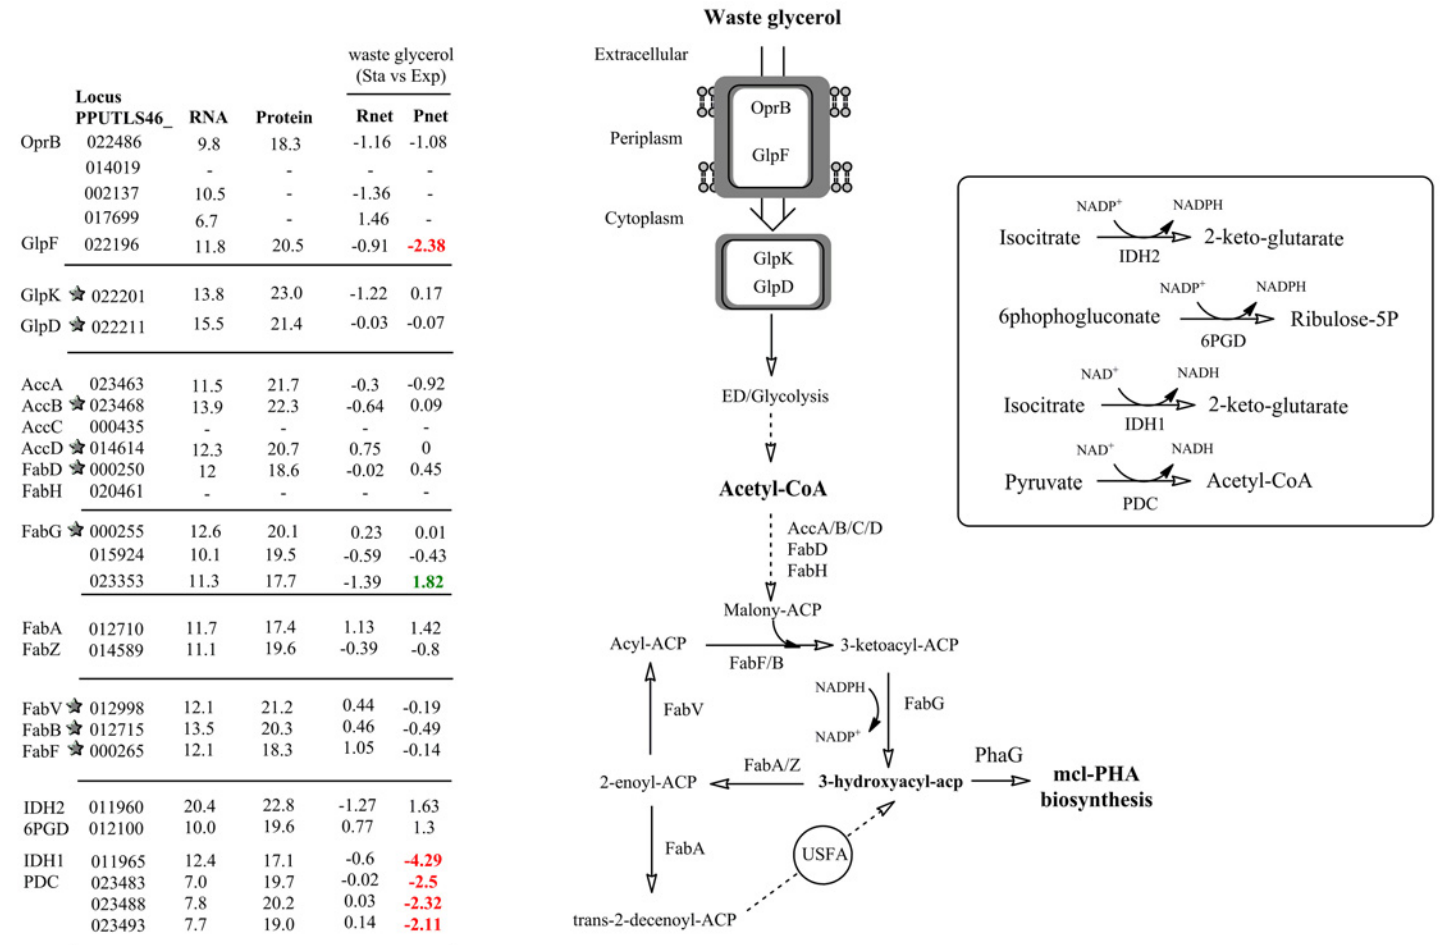 waste glycerol
(Sta vs Exp)
Locus
PPUTLS46_ RNA Protein Rnet Pnet
OprB 022486 9.8 18.3 -1.16 -1.08
014019 - - - -
002137 10.5 - -1.36 -
017699 6.7 - 1.46 -
GlpF 022196 11.8 20.5 -0.91 -2.38
GlpK 022201 13.8 23.0 -1.22 0.17
GlpD 022211 15.5 21.4 -0.03 -0.07
AccA 023463 11.5 21.7 -0.3 -0.92
AccB 023468 13.9 22.3 -0.64 0.09
AccC 000435 - - - -
AccD 014614 12.3 20.7 0.75 0
FabD 000250 12 18.6 -0.02 0.45
FabH 020461 - - - -
FabG 000255 12.6 20.1 0.23 0.01
015924 10.1 19.5 -0.59 -0.43
023353 11.3 17.7 -1.39 1.82
FabA 012710 11.7 17.4 1.13 1.42
FabZ 014589 11.1 19.6 -0.39 -0.8
FabV 012998 12.1 21.2 0.44 -0.19
FabB 012715 13.5 20.3 0.46 -0.49
FabF 000265 12.1 18.3 1.05 -0.14
IDH2 011960 20.4 22.8 -1.27 1.63
6PGD 012100 10.0 19.6 0.77 1.3
IDH1 011965 12.4 17.1 -0.6 -4.29
PDC 023483 7.0 19.7 -0.02 -2.5
023488 7.8 20.2 0.03 -2.32
023493 7.7 19.0 0.14 -2.11
Waste glycerol
Extracellular
OprB
Periplasm
GlpF
Cytoplasm
GlpK
GlpD
ED/Glycolysis
Acetyl-CoA
AccA/B/C/D
FabD
FabH
Malony-ACP
Acyl-ACP
3-ketoacyl-ACP
FabF/B
NADPH
FabG
FabV
NADP+
FabA/Z
PhaG
2-enoyl-ACP
3-hydroxyacyl-acp
mcl-PHA
biosynthesis
FabA
USFA
trans-2-decenoyl-ACP
NADP+ NADPH
Isocitrate 2-keto-glutarate
IDH2
NADP+ NADPH
6phophogluconate Ribulose-5P
6PGD
NAD+ NADH
Isocitrate 2-keto-glutarate
IDH1
NAD+ NADH
Pyruvate Acetyl-CoA
PDC